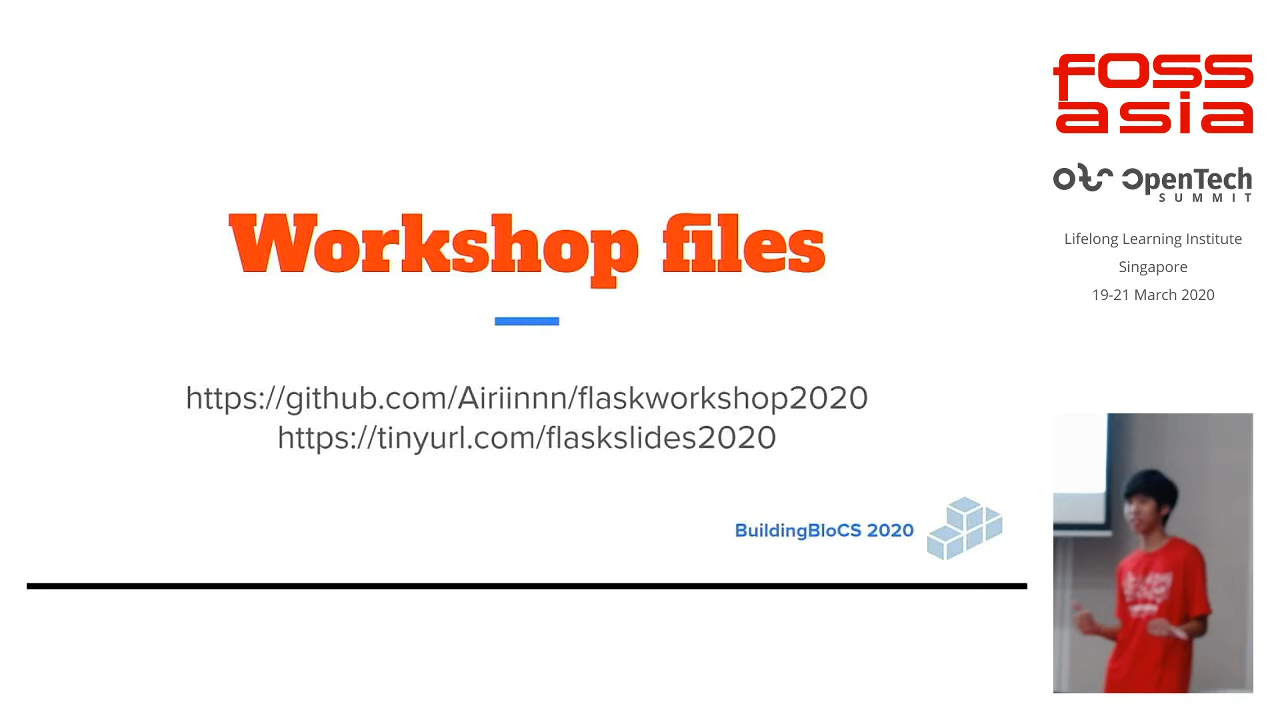 Workshop files
https://github.com/Airiinnn/flaskworkshop2020
https://tinyurl.com/flaskslides2020
BuildingBloCS 2020
fOSS
asia
OpenTech
SUMMIT
Lifelong Learning Institute
Singapore
19-21 March 2020